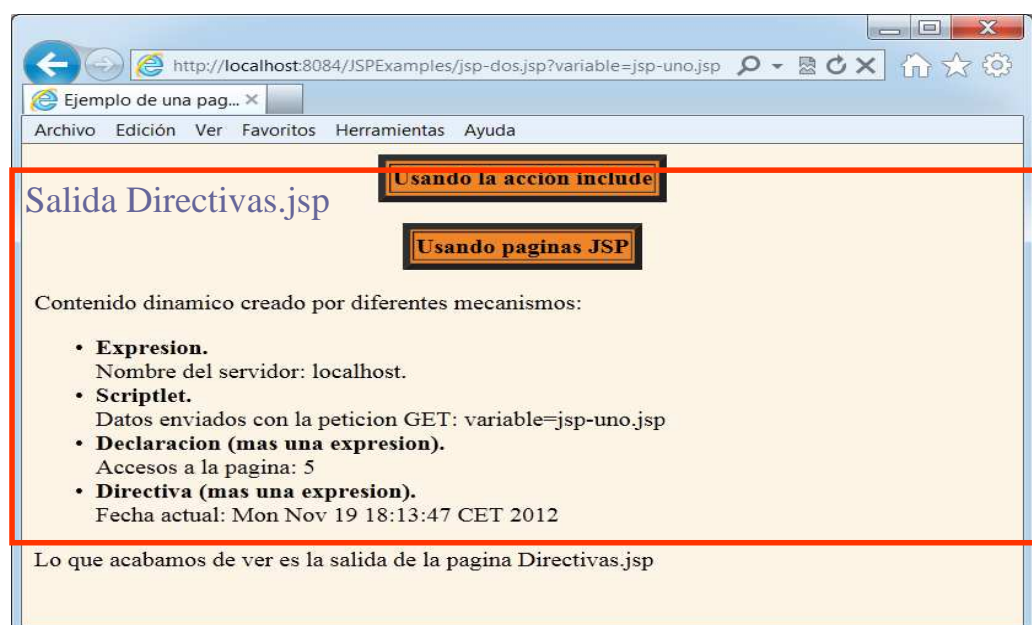 http://localhost:8084/JSPExamples/jsp-dos.jsp?variable=jsp-uno.jsp
Ejemplo de una pag...
Archivo Edición Ver Favoritos Herramientas Ayuda
Usando la acción include
Salida Directivas.jsp
Usando paginas JSP
Contenido dinamico creado por diferentes mecanismos:
• Expresion.
Nombre del servidor: localhost.
• Scriptlet.
Datos enviados con la peticion GET: variable=jsp-uno.jsp
• Declaracion (mas una expresion).
Accesos a la pagina: 5
• Directiva (mas una expresion).
Fecha actual: Mon Nov 19 18:13:47 CET 2012
Lo que acabamos de ver es la salida de la pagina Directivas.jsp